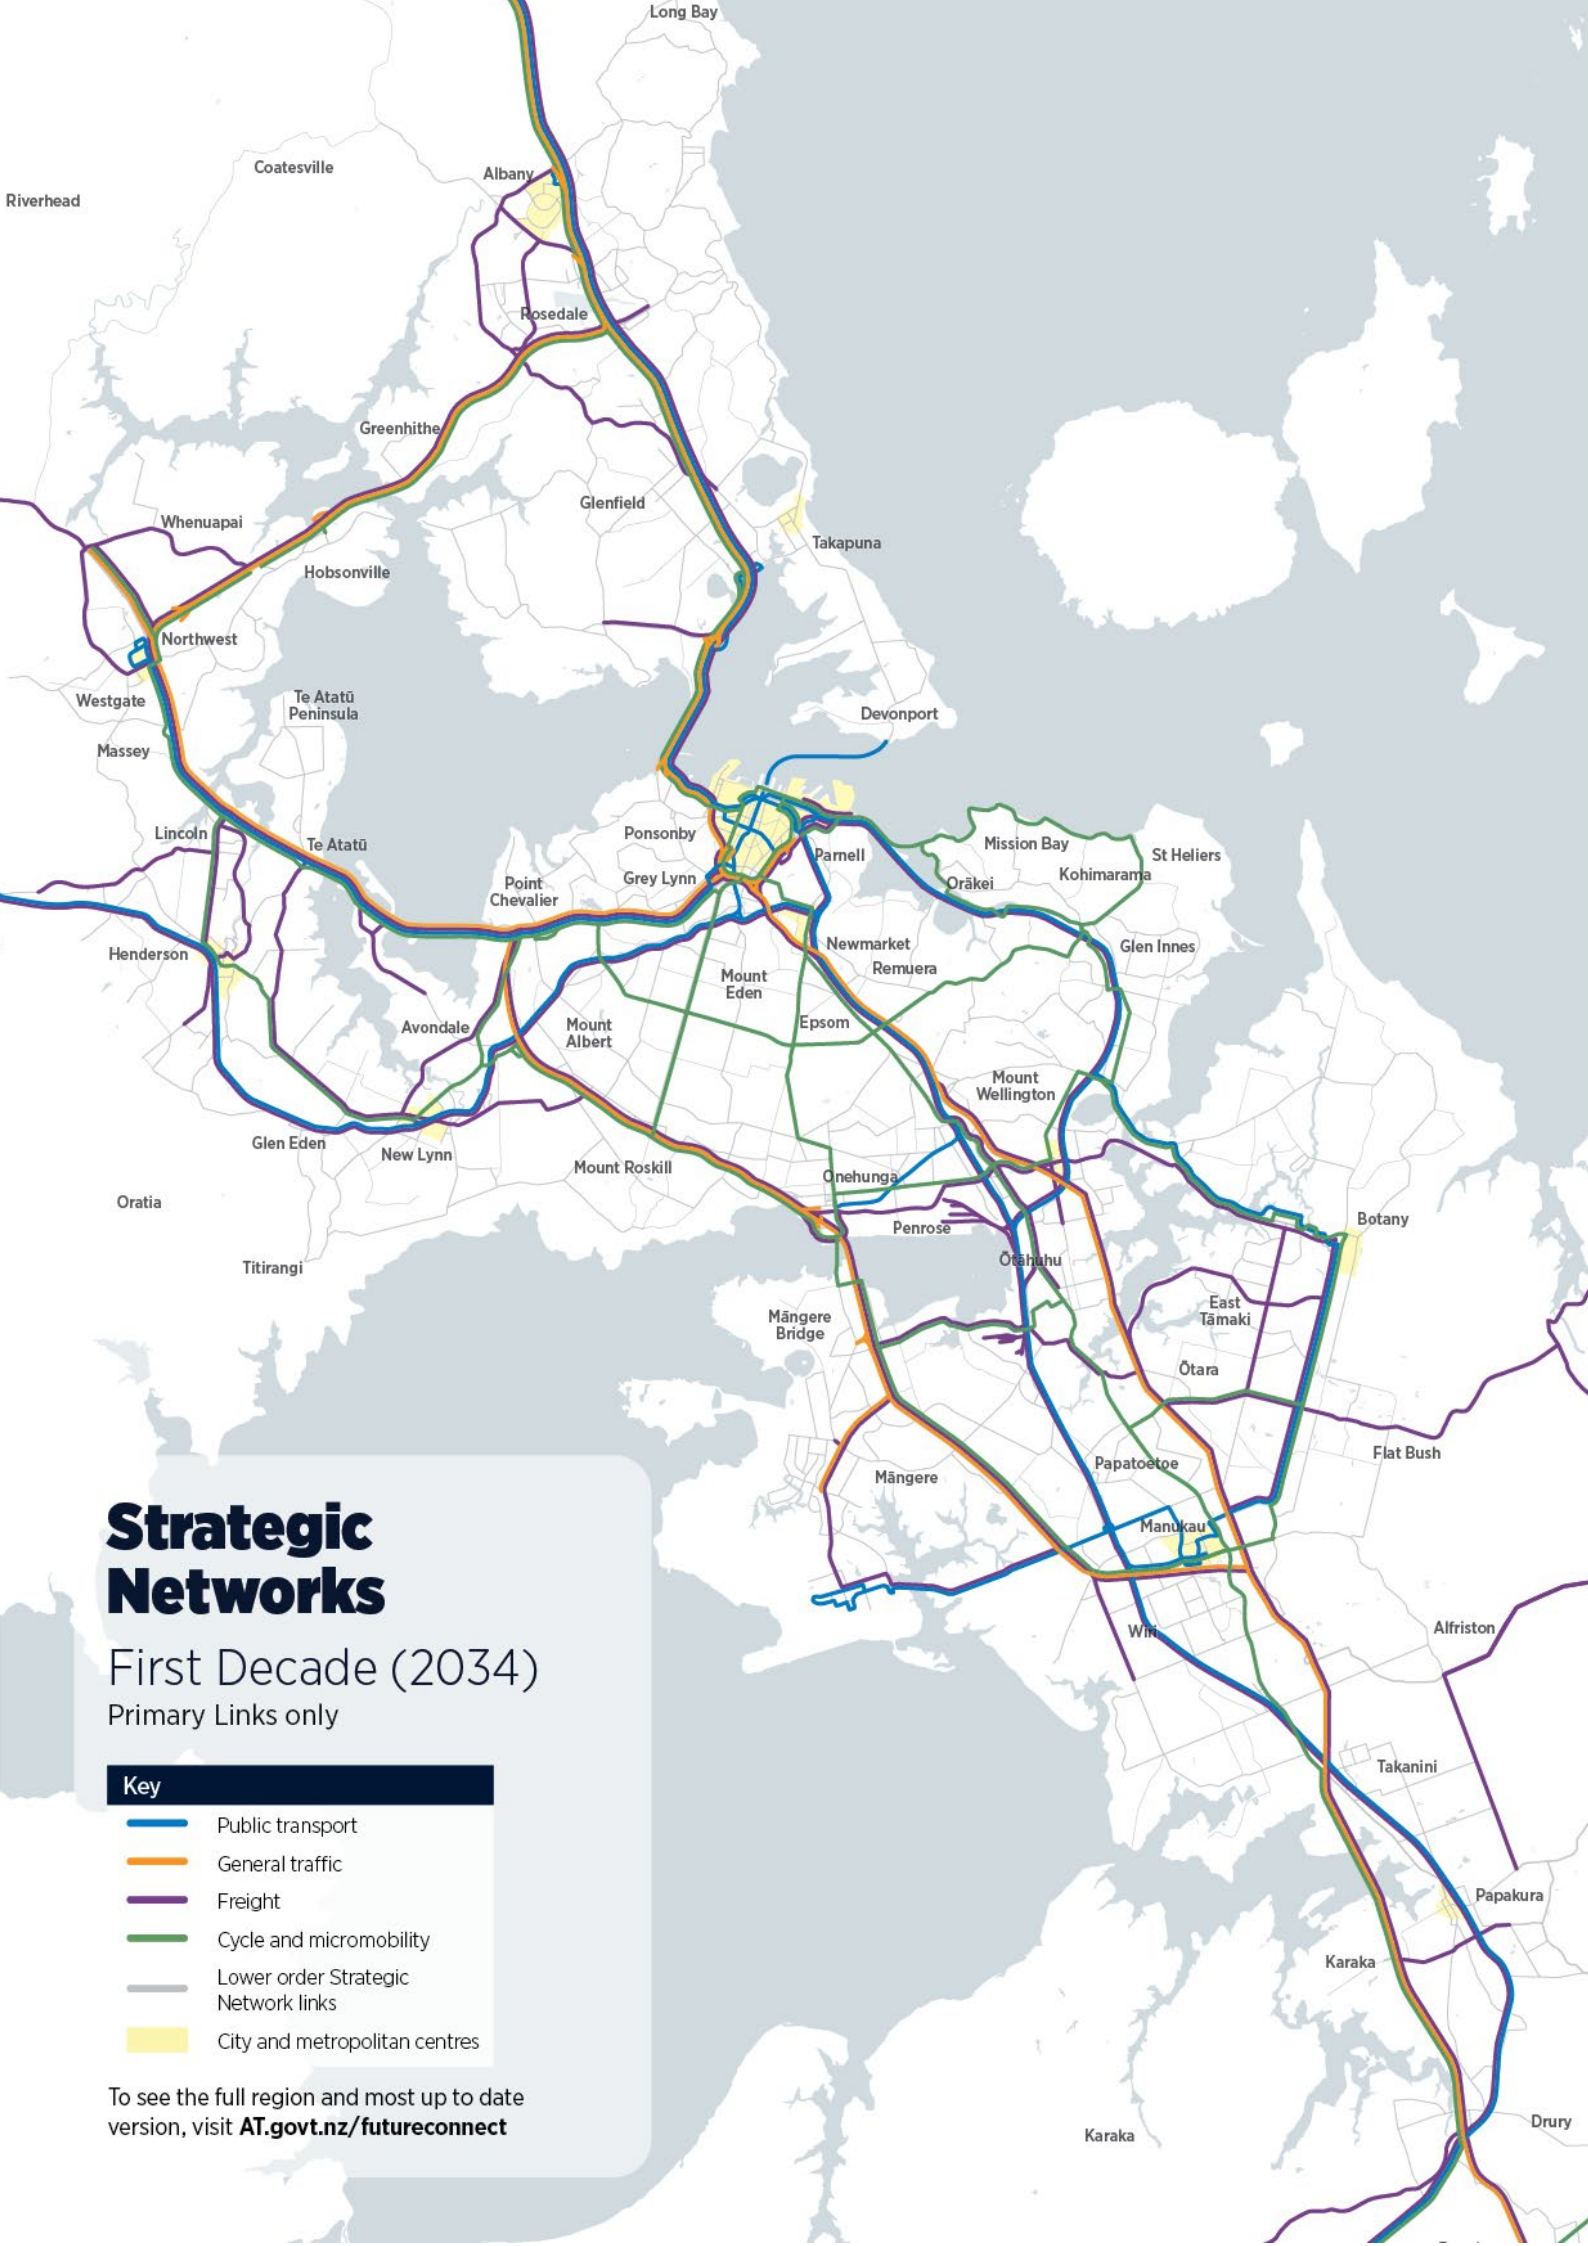 Long Bay
Coatesville
Albany
Riverhead
Rosedale
Greenhithe
Glenfield
Whenuapai
Takapuna
Hobsonville
Northwest
Westgate
Te Atatū
Peninsula
Devonport
Massey
Lincoln
Te Atatū
Ponsonby
Mission Bay
St Heliers
Parnell
Grey Lynn
Kohimarama
Orākei
Point
Chevalier
Henderson
Newmarket
Glen Innes
Remuera
Mount
Eden
Avondale
Mount
Albert
Epsom
Mount
Wellington
Glen Eden
New Lynn
Mount Roskill
Onehunga
Oratia
Penrose
Botany
Titirangi
Ōtāhuhu
Māngere
Bridge
East
Tāmaki
Ōtara
Flat Bush
Papatoetoe
Māngere
Manukau
Wiri
Alfriston
Takanini
Papakura
Karaka
Drury
Karaka
Strategic
Networks
First Decade (2034)
Primary Links only
Key
Public transport
General traffic
Freight
Cycle and micromobility
Lower order Strategic
Network links
City and metropolitan centres
To see the full region and most up to date
version, visit AT.govt.nz/futureconnect